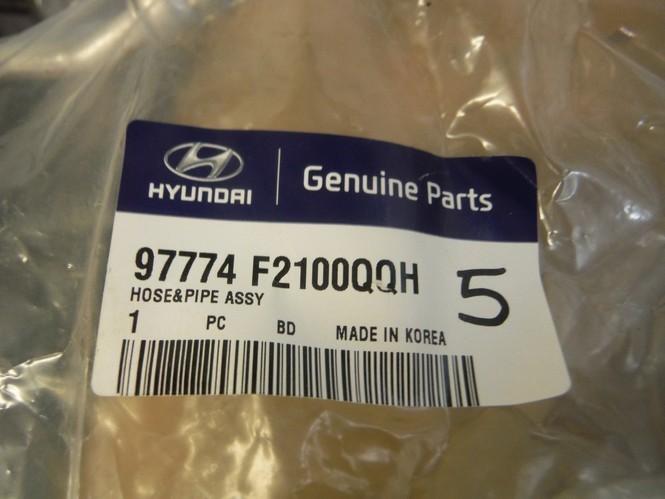 HYUNDAI
Genuine Parts
97774 F2100QQH
5
HOSE&PIPE ASSY
1 PC BD MADE IN KOREA